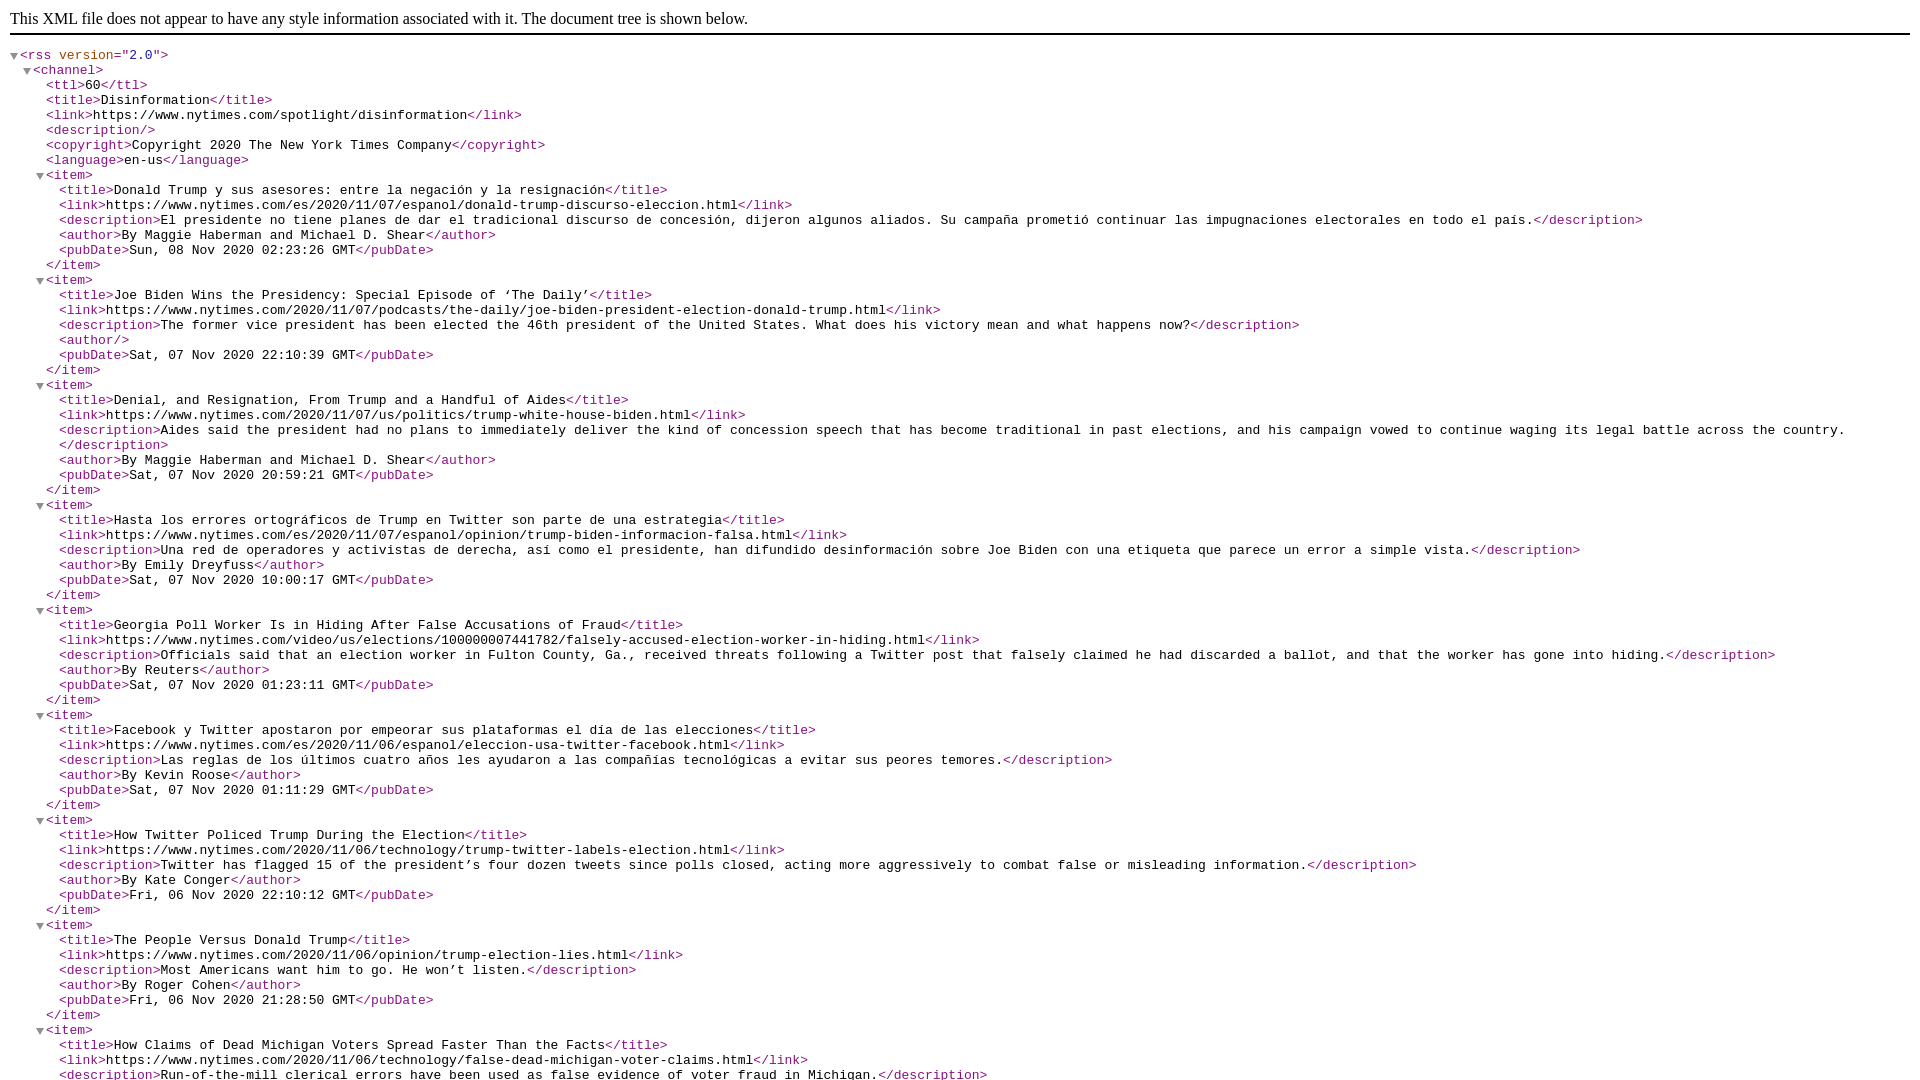 This XML file does not appear to have any style information associated with it. The document tree is shown below.
<rss version="2.0">
<channel>
<ttl>60</ttl>
<title>Disinformation</title>
<link>https://www.nytimes.com/spotlight/disinformation</link>
<description/>
<copyright>Copyright 2020 The New York Times Company</copyright>
<language>en-us</language>
<item>
<title>Donald Trump y sus asesores: entre la negación y la resignación</title>
<link>https://www.nytimes.com/es/2020/11/07/espanol/donald-trump-discurso-eleccion.html</link>
<description>El presidente no tiene planes de dar el tradicional discurso de concesión, dijeron algunos aliados. Su campaña prometió continuar las impugnaciones electorales en todo el país.</description>
<author>By Maggie Haberman and Michael D. Shear</author>
<pubDate>Sun, 08 Nov 2020 02:23:26 GMT</pubDate>
</item>
<item>
<title>Joe Biden Wins the Presidency: Special Episode of ‘The Daily’</title>
<link>https://www.nytimes.com/2020/11/07/podcasts/the-daily/joe-biden-president-election-donald-trump.html</link>
<description>The former vice president has been elected the 46th president of the United States. What does his victory mean and what happens now?</description>
<author/>
<pubDate>Sat, 07 Nov 2020 22:10:39 GMT</pubDate>
</item>
<item>
<title>Denial, and Resignation, From Trump and a Handful of Aides</title>
<link>https://www.nytimes.com/2020/11/07/us/politics/trump-white-house-biden.html</link>
<description>Aides said the president had no plans to immediately deliver the kind of concession speech that has become traditional in past elections, and his campaign vowed to continue waging its legal battle across the country.
</description>
<author>By Maggie Haberman and Michael D. Shear</author>
<pubDate>Sat, 07 Nov 2020 20:59:21 GMT</pubDate>
</item>
<item>
<title>Hasta los errores ortográficos de Trump en Twitter son parte de una estrategia</title>
<link>https://www.nytimes.com/es/2020/11/07/espanol/opinion/trump-biden-informacion-falsa.html</link>
<description>Una red de operadores y activistas de derecha, así como el presidente, han difundido desinformación sobre Joe Biden con una etiqueta que parece un error a simple vista.</description>
<author>By Emily Dreyfuss</author>
<pubDate>Sat, 07 Nov 2020 10:00:17 GMT</pubDate>
</item>
<item>
<title>Georgia Poll Worker Is in Hiding After False Accusations of Fraud</title>
<link>https://www.nytimes.com/video/us/elections/100000007441782/falsely-accused-election-worker-in-hiding.html</link>
<description>Officials said that an election worker in Fulton County, Ga., received threats following a Twitter post that falsely claimed he had discarded a ballot, and that the worker has gone into hiding.</description>
<author>By Reuters</author>
<pubDate>Sat, 07 Nov 2020 01:23:11 GMT</pubDate>
</item>
<item>
<title>Facebook y Twitter apostaron por empeorar sus plataformas el día de las elecciones</title>
<link>https://www.nytimes.com/es/2020/11/06/espanol/eleccion-usa-twitter-facebook.html</link>
<description>Las reglas de los últimos cuatro años les ayudaron a las compañías tecnológicas a evitar sus peores temores.</description>
<author>By Kevin Roose</author>
<pubDate>Sat, 07 Nov 2020 01:11:29 GMT</pubDate>
</item>
<item>
<title>How Twitter Policed Trump During the Election</title>
<link>https://www.nytimes.com/2020/11/06/technology/trump-twitter-labels-election.html</link>
<description>Twitter has flagged 15 of the president’s four dozen tweets since polls closed, acting more aggressively to combat false or misleading information.</description>
<author>By Kate Conger</author>
<pubDate>Fri, 06 Nov 2020 22:10:12 GMT</pubDate>
</item>
<item>
<title>The People Versus Donald Trump</title>
<link>https://www.nytimes.com/2020/11/06/opinion/trump-election-lies.html</link>
<description>Most Americans want him to go. He won’t listen.</description>
<author>By Roger Cohen</author>
<pubDate>Fri, 06 Nov 2020 21:28:50 GMT</pubDate>
</item>
<item>
<title>How Claims of Dead Michigan Voters Spread Faster Than the Facts</title>
<link>https://www.nytimes.com/2020/11/06/technology/false-dead-michigan-voter-claims.html</link>
<description>Run-of-the-mill clerical errors have been used as false evidence of voter fraud in Michigan.</description>